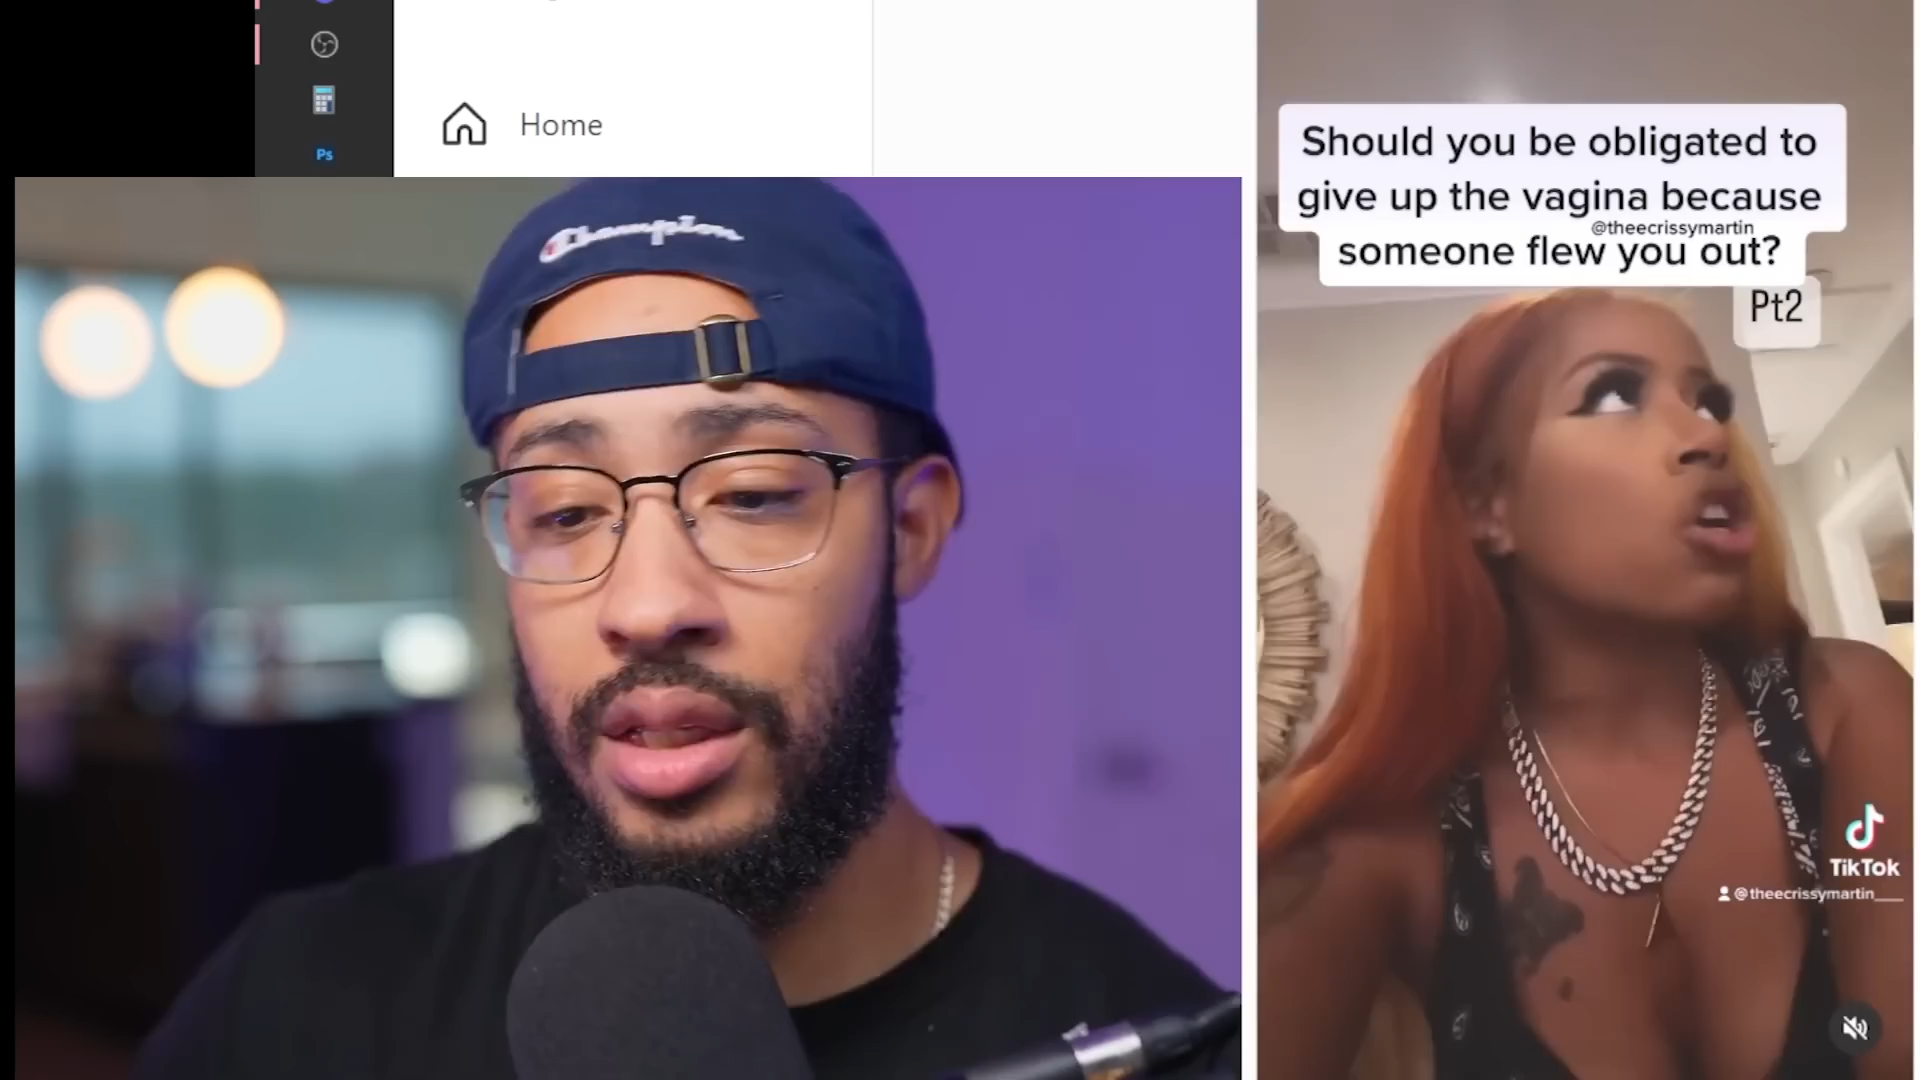 Ps
Home
Champion
Should you be obligated to
give up the vagina because
@theecrissymartin
someone flew you out?
Pt2
TikTok
@theecrissymartin___